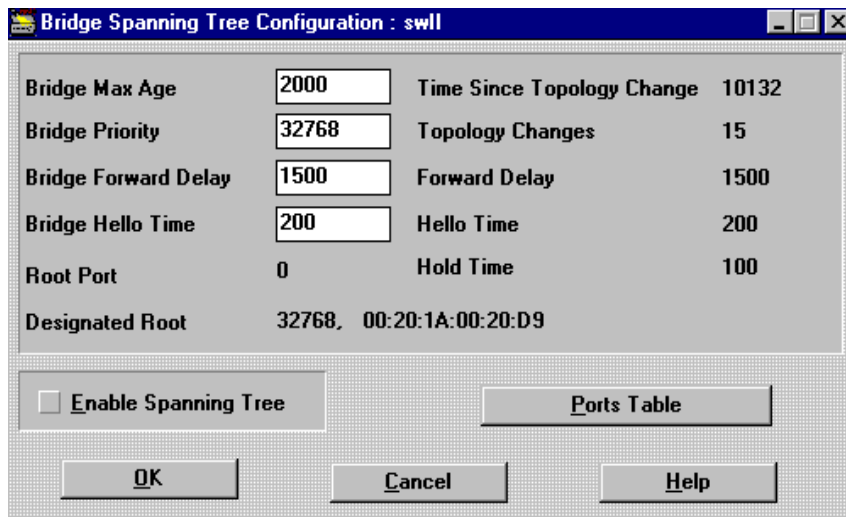 Bridge Spanning Tree Configuration : swll
Bridge Max Age 2000 Time Since Topology Change 10132
Bridge Priority 32768 Topology Changes 15
Bridge Forward Delay 1500 Forward Delay 1500
Bridge Hello Time 200 Hello Time 200
Root Port 0 Hold Time 100
Designated Root 32768, 00:20:1A:00:20:D9
Enable Spanning Tree Ports Table
OK Cancel Help